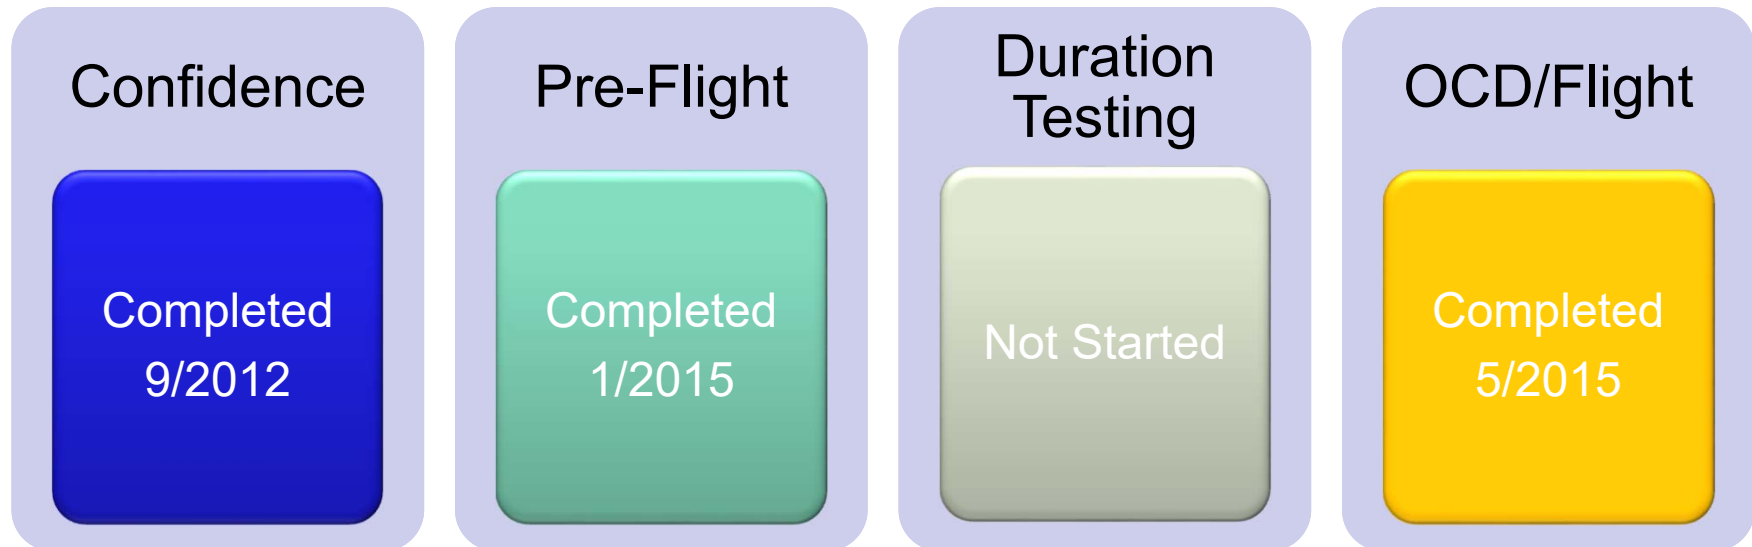 Confidence
Completed
9/2012
Pre-Flight
Completed
1/2015
Duration
Testing
Not Started
OCD/Flight
Completed
5/2015